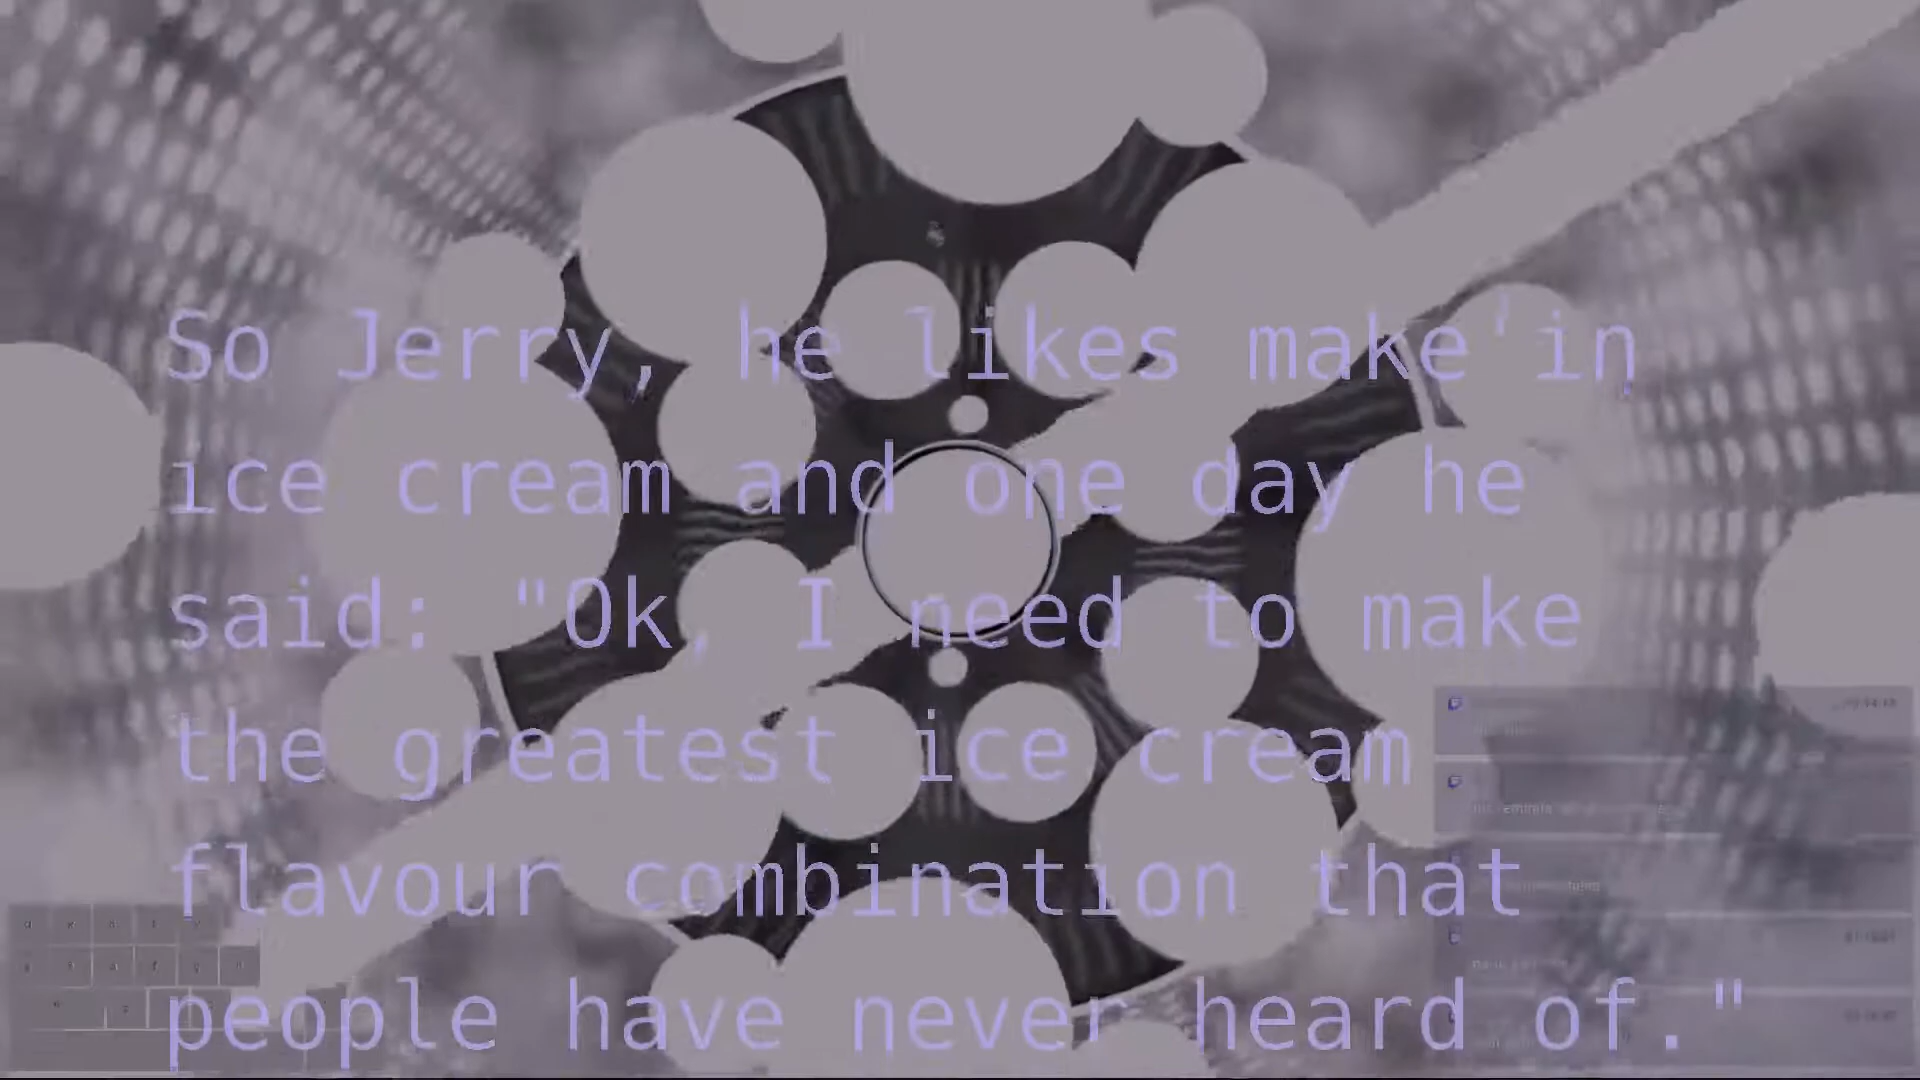 So Jerry, he likes make'in
ice cream and one day he
said: "Ok, I need to make
the greatest ice cream
flavour combination that
people have never heard of."